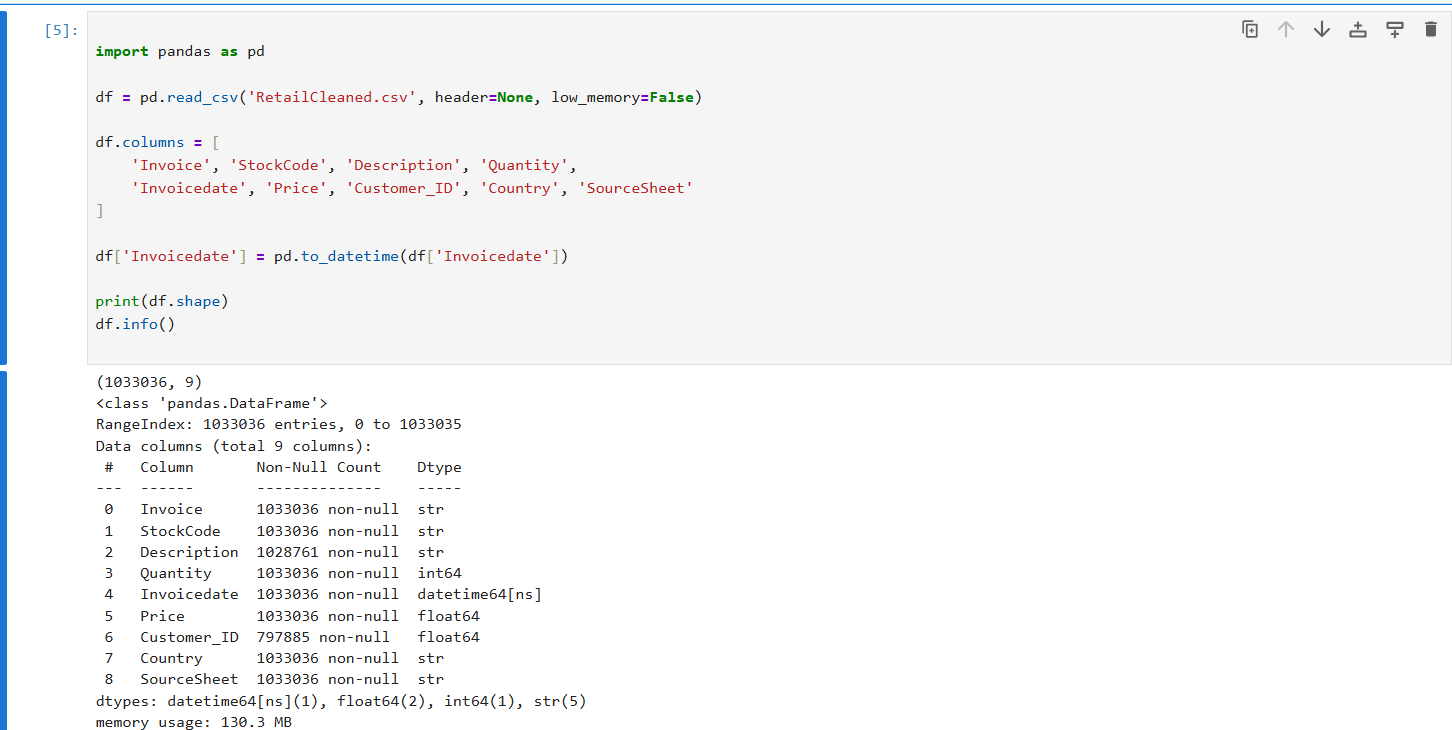 [5]:
import pandas as pd
df = pd.read_csv('RetailCleaned.csv', header=None, low_memory=False)
df.columns = [
    'Invoice', 'StockCode', 'Description', 'Quantity',
    'Invoicedate', 'Price', 'Customer_ID', 'Country', 'SourceSheet'
]
df['Invoicedate'] = pd.to_datetime(df['Invoicedate'])
print(df.shape)
df.info()
(1033036, 9)
<class 'pandas.DataFrame'>
RangeIndex: 1033036 entries, 0 to 1033035
Data columns (total 9 columns):
 #   Column       Non-Null Count    Dtype
---  ------       --------------    -----
 0   Invoice      1033036 non-null  str
 1   StockCode    1033036 non-null  str
 2   Description  1028761 non-null  str
 3   Quantity     1033036 non-null  int64
 4   Invoicedate  1033036 non-null  datetime64[ns]
 5   Price        1033036 non-null  float64
 6   Customer_ID  797885 non-null   float64
 7   Country      1033036 non-null  str
 8   SourceSheet  1033036 non-null  str
dtypes: datetime64[ns](1), float64(2), int64(1), str(5)
memory usage: 130.3 MB